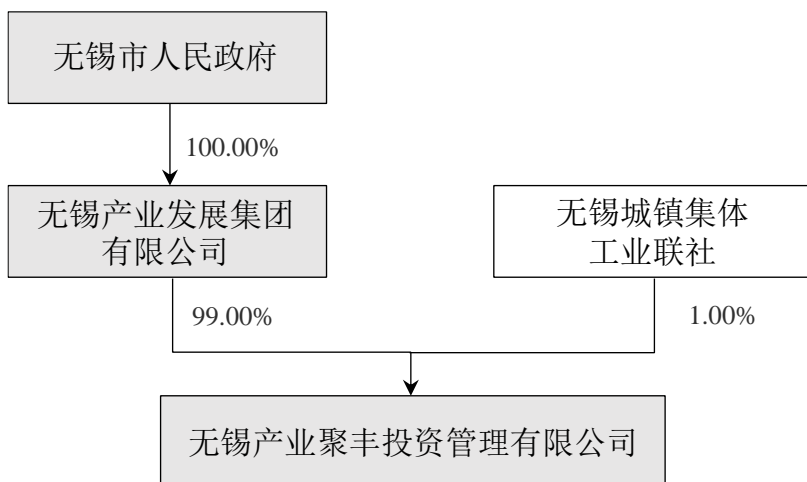 无锡市人民政府
100.00%
无锡产业发展集团
有限公司
无锡城镇集体
工业联社
99.00%
1.00%
无锡产业聚丰投资管理有限公司